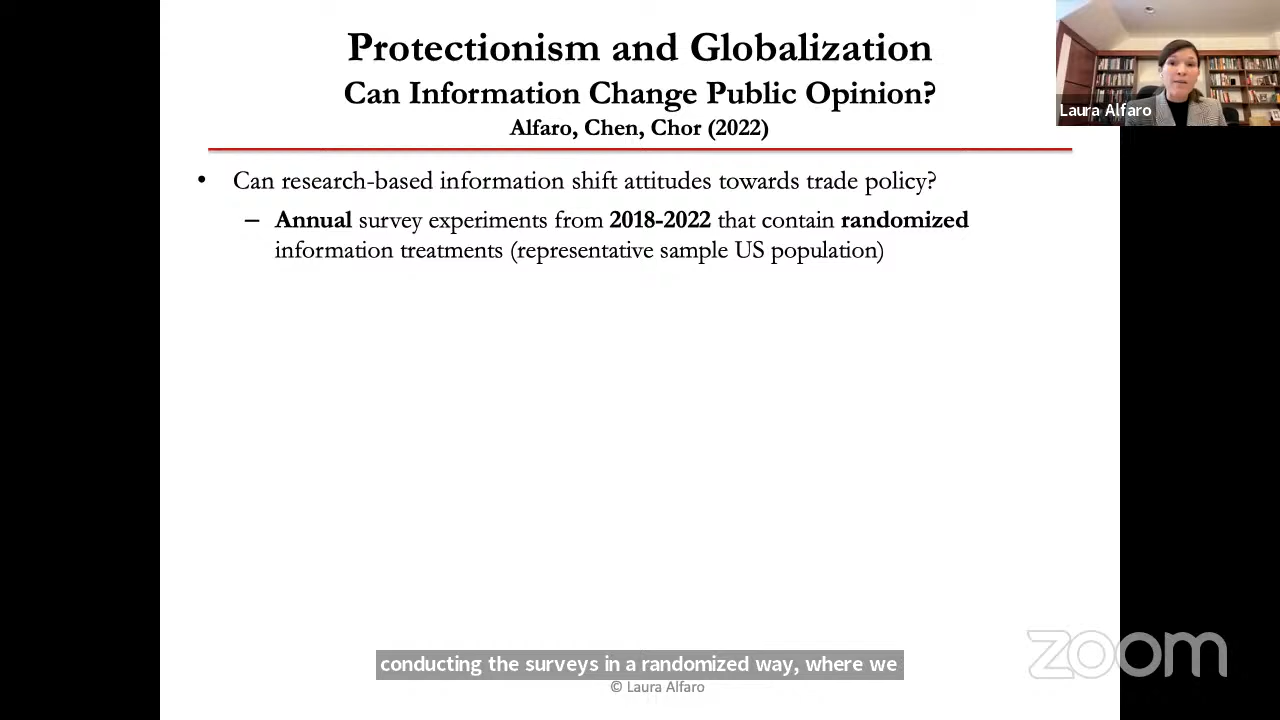 Protectionism and Globalization
Can Information Change Public Opinion?
Alfaro, Chen, Chor (2022)
Laura Alfaro
• Can research-based information shift attitudes towards trade policy?
– Annual survey experiments from 2018-2022 that contain randomized
information treatments (representative sample US population)
conducting the surveys in a randomized way, where we
© Laura Alfaro
zoom